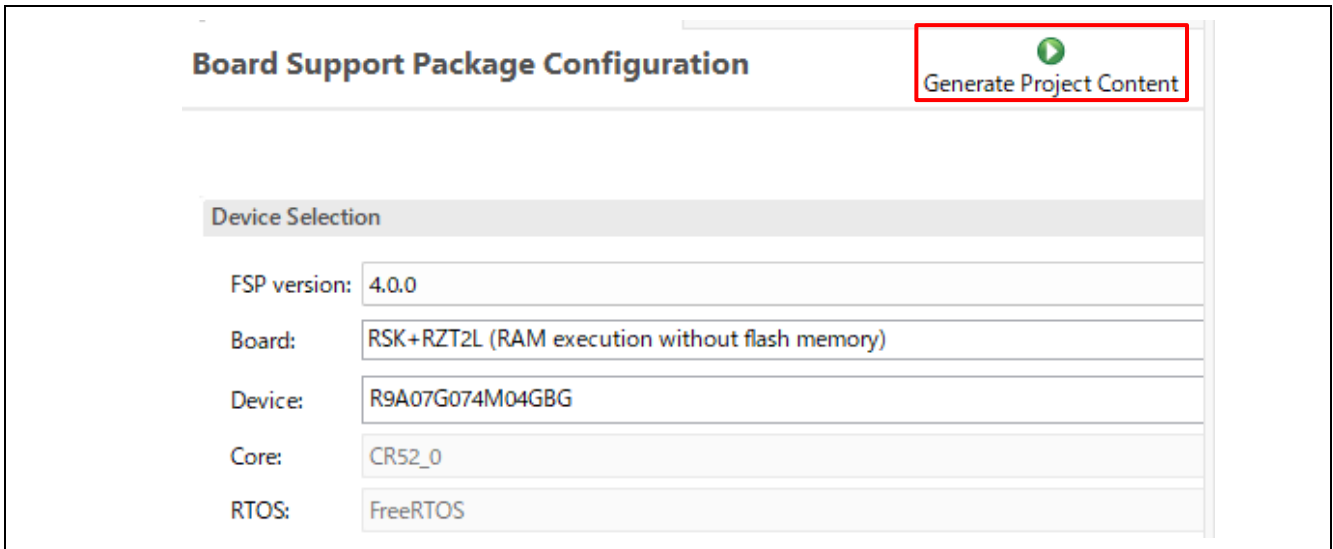 Board Support Package Configuration
Generate Project Content
Device Selection
FSP version: 4.0.0
Board: RSK+RZT2L (RAM execution without flash memory)
Device: R9A07G074M04GBG
Core: CR52_0
RTOS: FreeRTOS